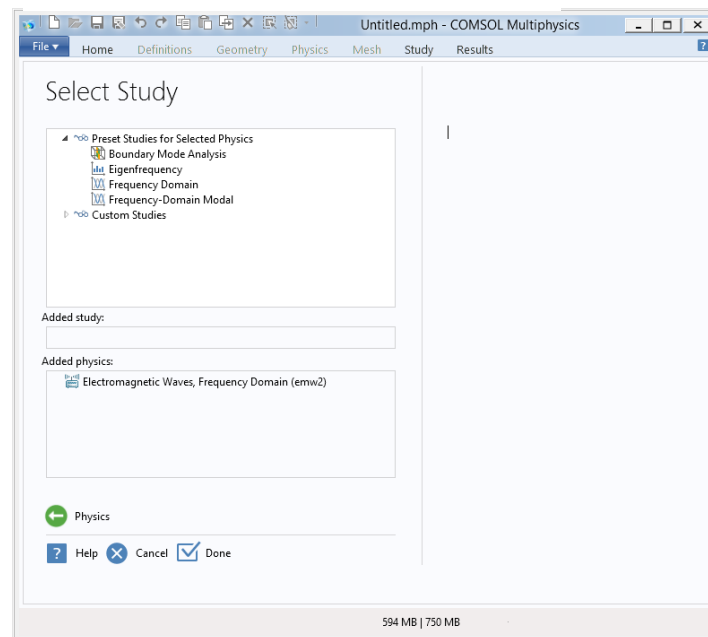 Untitled.mph - COMSOL Multiphysics
File Home Definitions Geometry Physics Mesh Study Results ?
Select Study
Preset Studies for Selected Physics
Boundary Mode Analysis
Eigenfrequency
Frequency Domain
Frequency-Domain Modal
Custom Studies
Added study:
Added physics:
Electromagnetic Waves, Frequency Domain (emw2)
Physics
? Help Cancel Done
594 MB | 750 MB